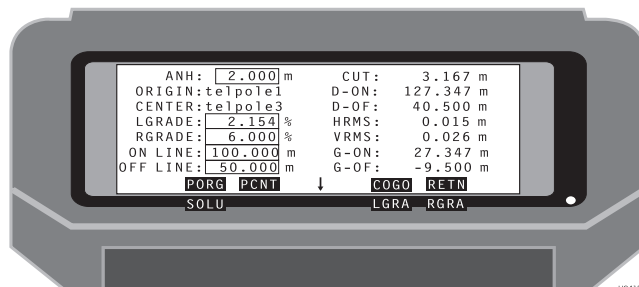 ANH: 2.000 m CUT: 3.167 m
ORIGIN:telpole1 D-ON: 127.347 m
CENTER:telpole3 D-OF: 40.500 m
LGRADE: 2.154 % HRMS: 0.015 m
RGRADE: 6.000 % VRMS: 0.026 m
ON LINE: 100.000 m G-ON: 27.347 m
OFF LINE: 50.000 m G-OF: -9.500 m
PORG PCNT ↓ COGO RETN
SOLU LGRA RGRA